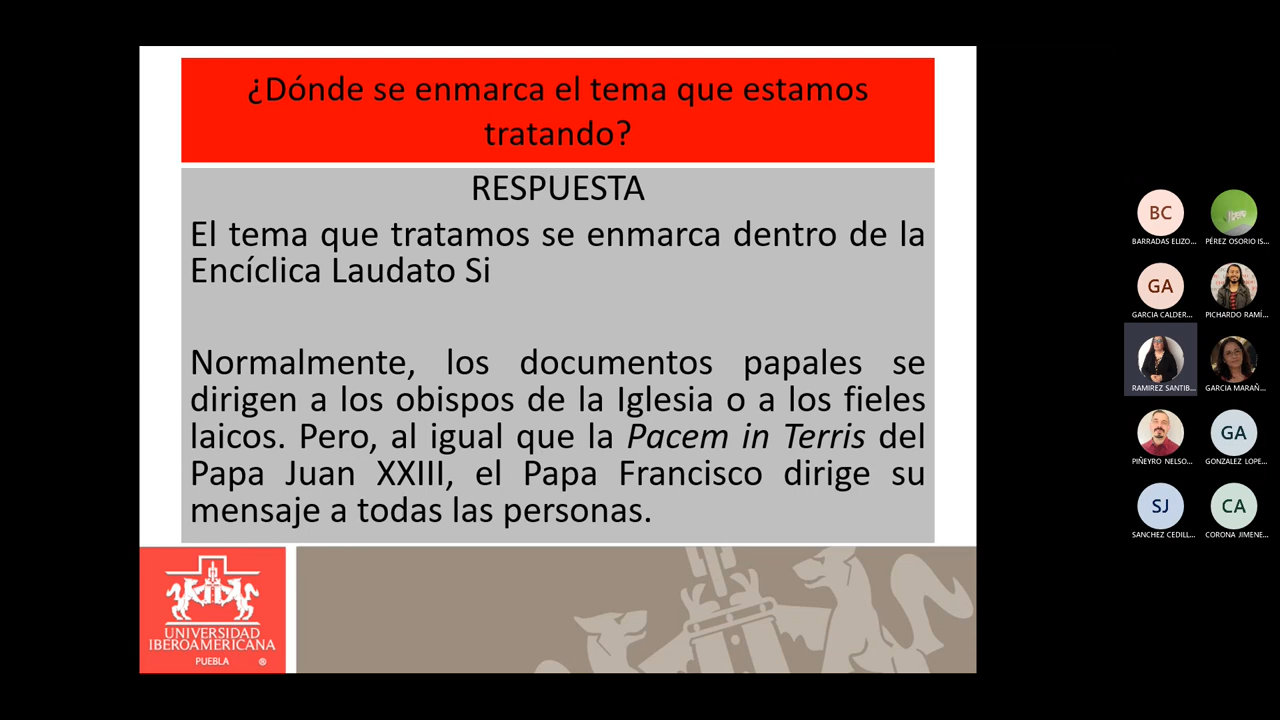 ¿Dónde se enmarca el tema que estamos
tratando?
RESPUESTA
El tema que tratamos se enmarca dentro de la
Encíclica Laudato Si
Normalmente, los documentos papales se
dirigen a los obispos de la Iglesia o a los fieles
laicos. Pero, al igual que la Pacem in Terris del
Papa Juan XXIII, el Papa Francisco dirige su
mensaje a todas las personas.
UNIVERSIDAD
IBEROAMERICANA
PUEBLA ®
BC
BARRADAS ELIZO...
PÉREZ OSORIO IS...
GA
GARCIA CALDER...
PICHARDO RAMÍ...
RAMIREZ SANTIB...
GARCIA MARAÑ...
PIÑEYRO NELSO...
GA
GONZALEZ LOPE...
SJ
SANCHEZ CEDILL...
CA
CORONA JIMENE...